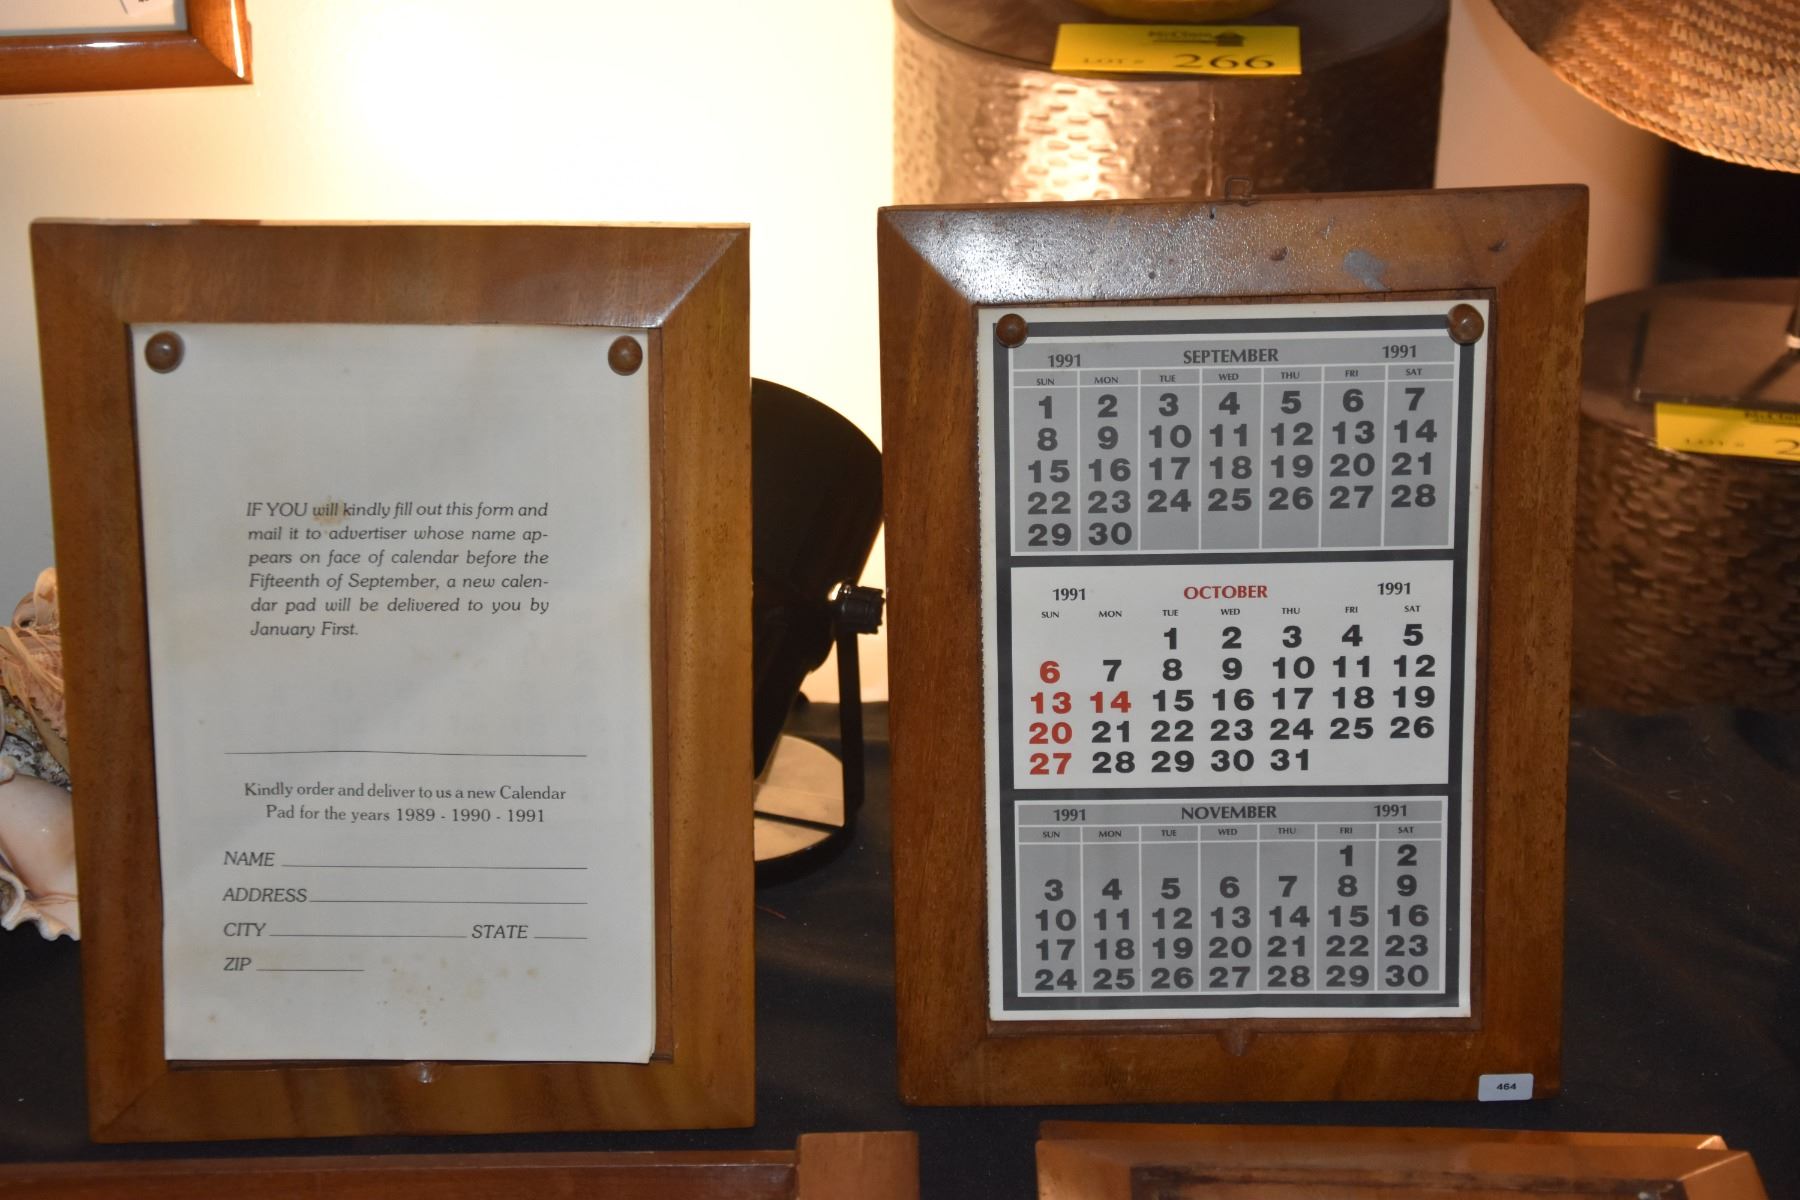 LOT # 266
LOT #
IF YOU will kindly fill out this form and
mail it to advertiser whose name ap-
pears on face of calendar before the
Fifteenth of September, a new calen-
dar pad will be delivered to you by
January First.
Kindly order and deliver to us a new Calendar
Pad for the years 1989 - 1990 - 1991
NAME
ADDRESS
CITY STATE
ZIP
1991 SEPTEMBER 1991
SUN MON TUE WED THU FRI SAT
1 2 3 4 5 6 7
8 9 10 11 12 13 14
15 16 17 18 19 20 21
22 23 24 25 26 27 28
29 30
1991 OCTOBER 1991
SUN MON TUE WED THU FRI SAT
1 2 3 4 5
6 7 8 9 10 11 12
13 14 15 16 17 18 19
20 21 22 23 24 25 26
27 28 29 30 31
1991 NOVEMBER 1991
SUN MON TUE WED THU FRI SAT
1 2
3 4 5 6 7 8 9
10 11 12 13 14 15 16
17 18 19 20 21 22 23
24 25 26 27 28 29 30
464